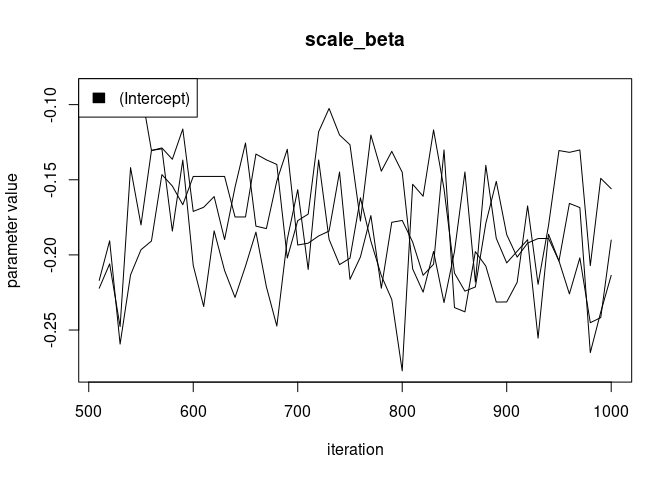 scale_beta
(Intercept)
-0.10
-0.15
-0.20
-0.25
parameter value
500 600 700 800 900 1000
iteration